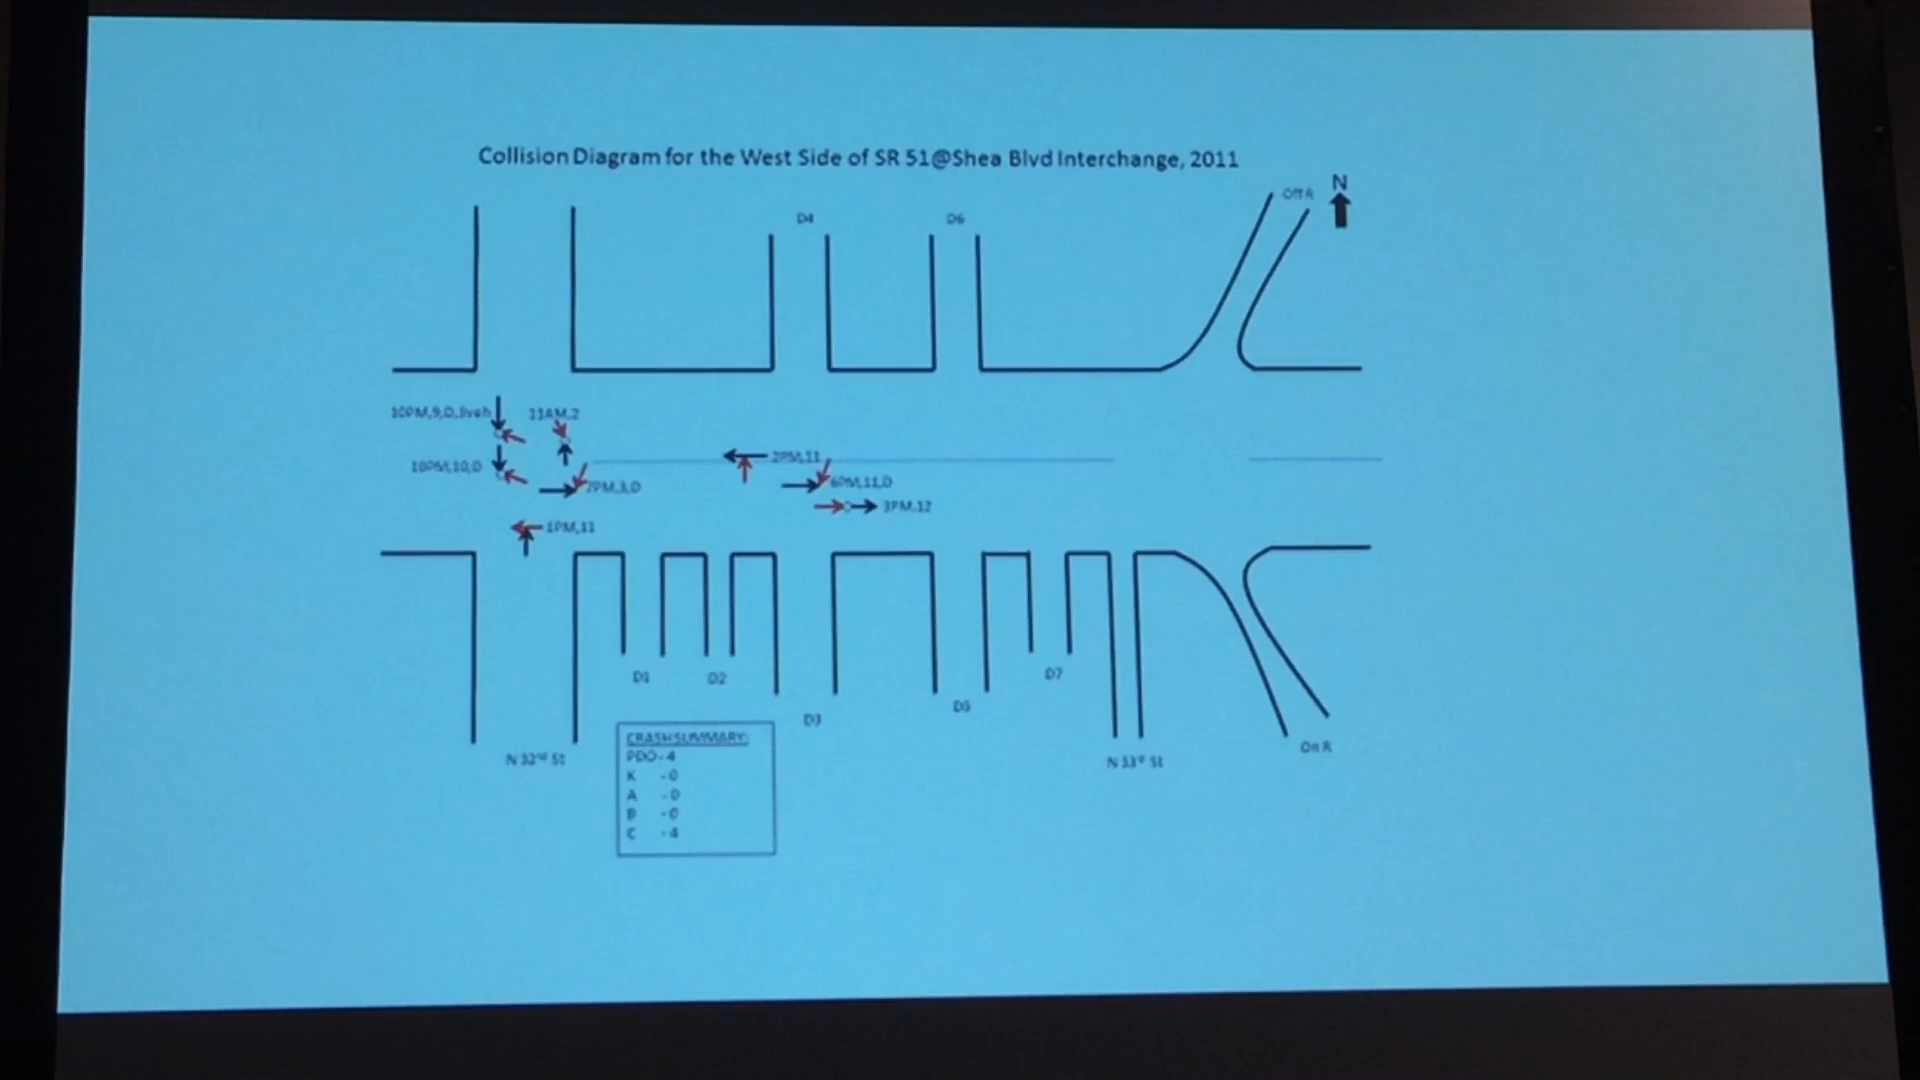 Collision Diagram for the West Side of SR 51@Shea Blvd Interchange, 2011
N
Off R
D4
D6
10PM,9,D,3veh
11AM,2
10PM,10,D
2PM,11
7PM,3,D
6PM,11,D
3PM,12
1PM,11
D1
D2
D3
D5
D7
N 32nd St
N 33rd St
On R
CRASH SUMMARY:
PDO-4
K -0
A -0
B -0
C -4